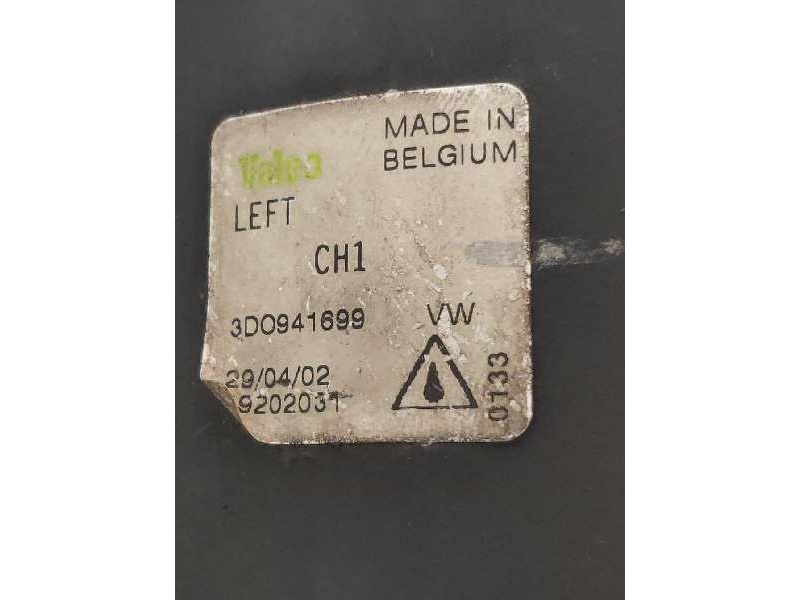 MADE IN
BELGIUM
Valeo
LEFT
CH1
3D0941699
VW
29/04/02
9202031
0133